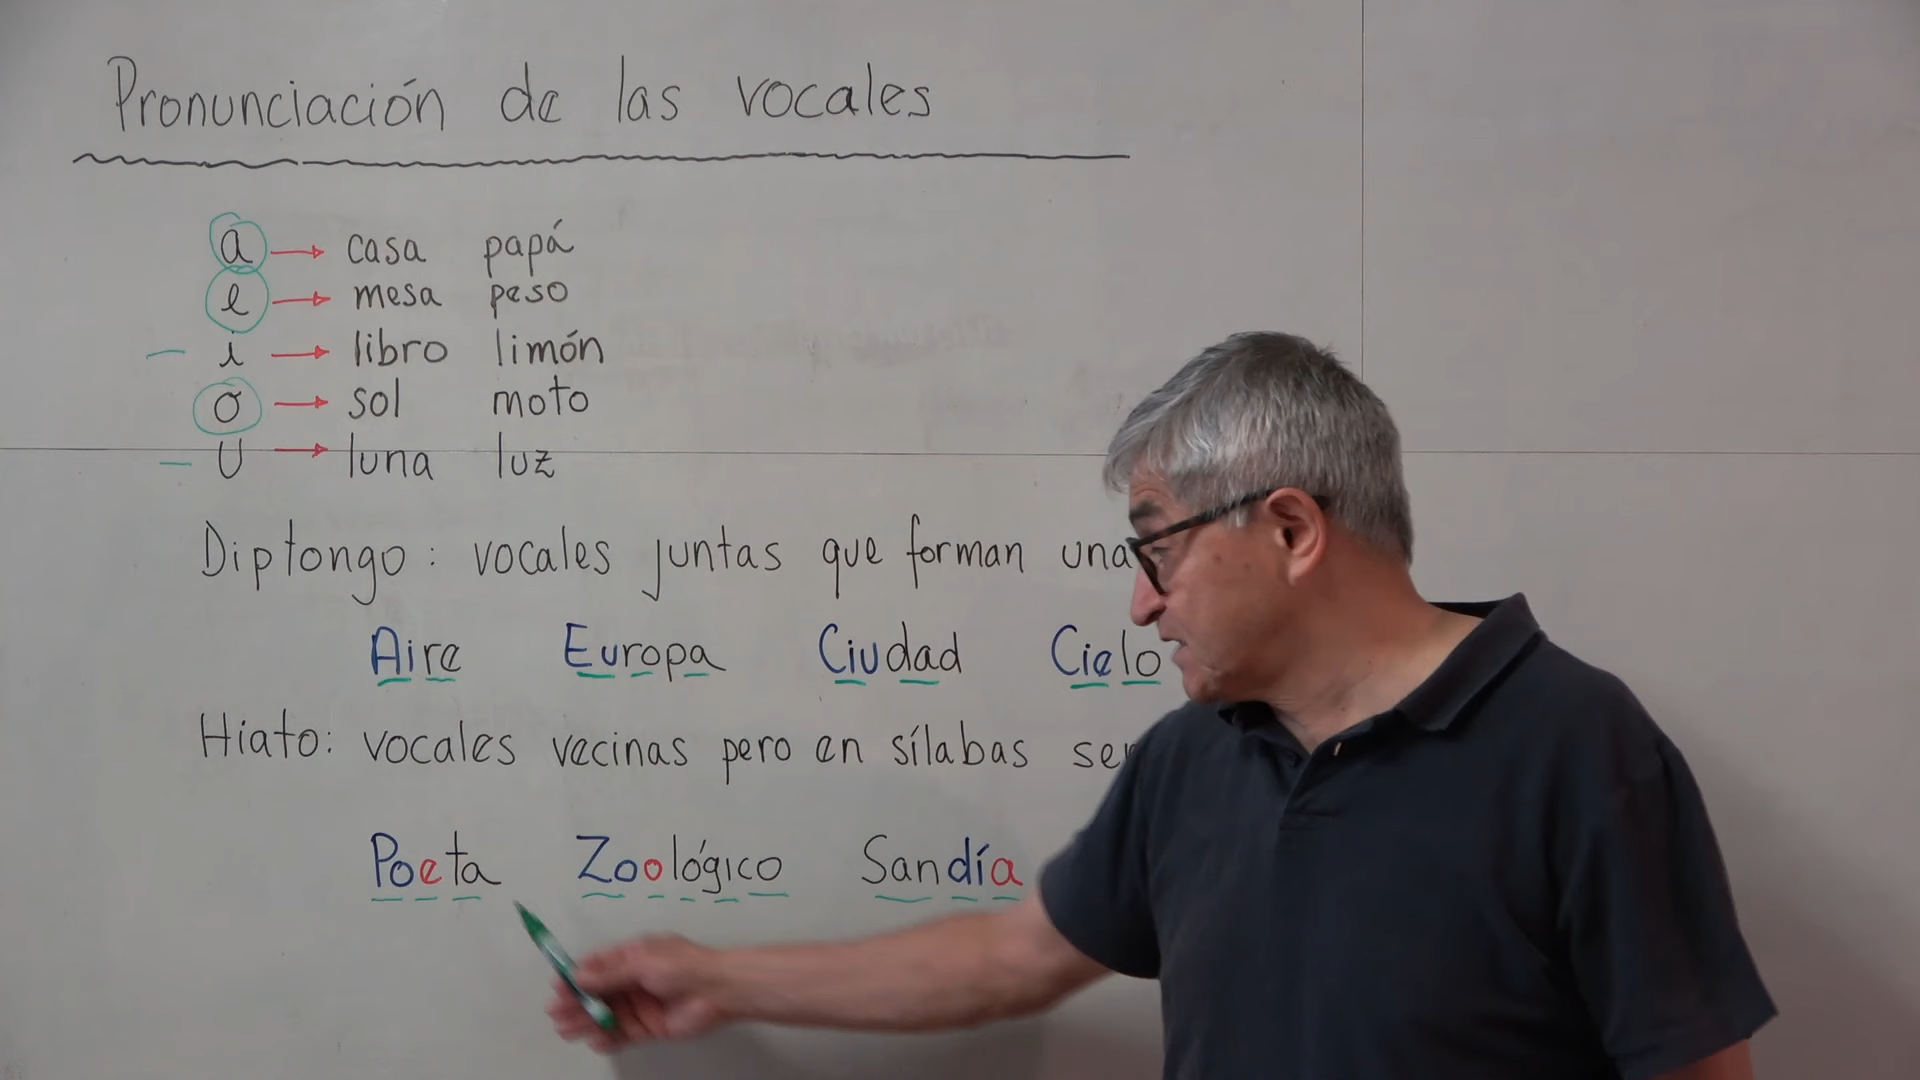 Pronunciación de las vocales
a → casa papá
e → mesa peso
– i → libro limón
o → sol moto
– U → luna luz
Diptongo: vocales juntas que forman una
Aire Europa Ciudad Cielo
Hiato: vocales vecinas pero en sílabas
Poeta Zoológico Sandía